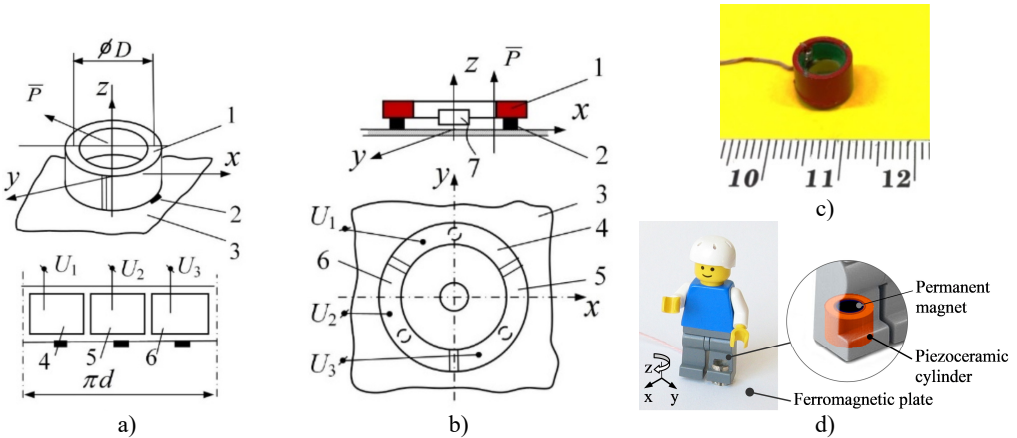 ⌀D
P̅
z
1
x
y
2
3
U₁
U₂
U₃
4
5
6
πd
a)
z
P̅
1
x
y
7
2
y
3
U₁
4
6
5
x
U₂
U₃
b)
10 11 12
c)
Permanent
magnet
Piezoceramic
cylinder
z
x y
Ferromagnetic plate
d)